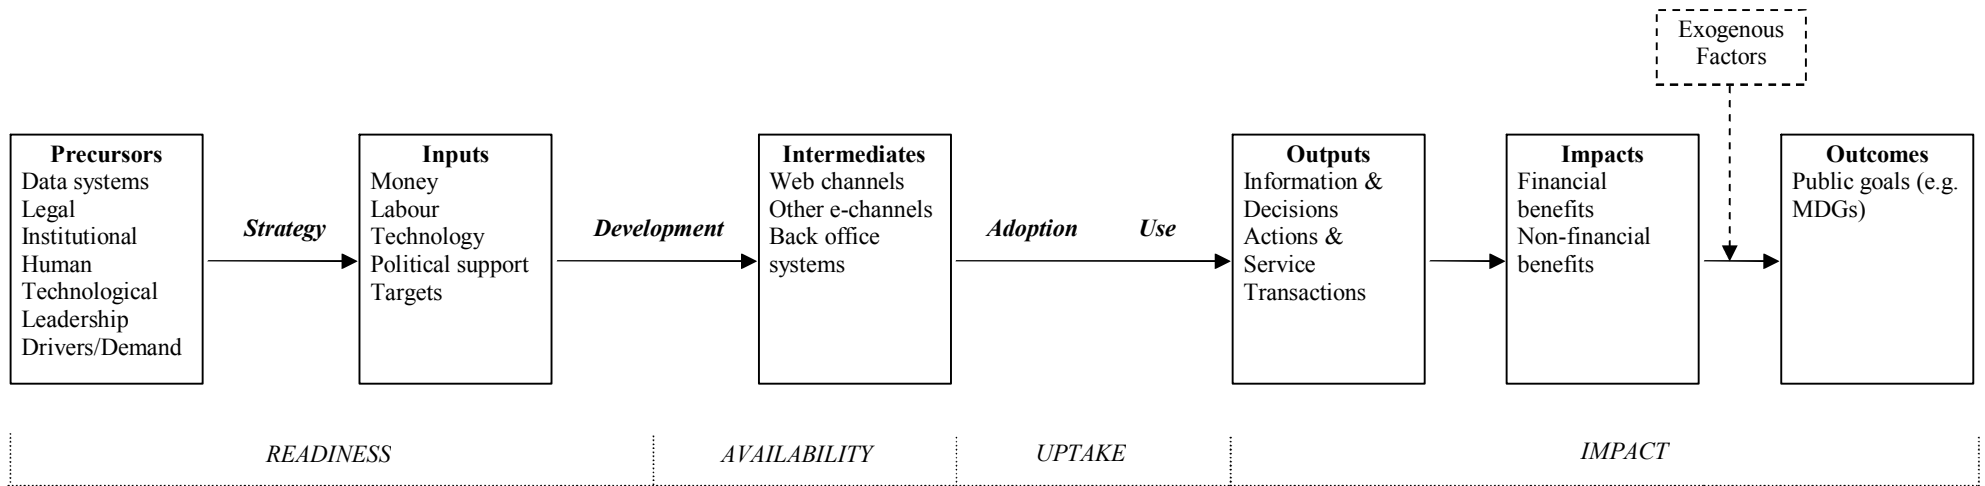 Exogenous
Factors
Precursors
Data systems
Legal
Institutional
Human
Technological
Leadership
Drivers/Demand
Strategy
Inputs
Money
Labour
Technology
Political support
Targets
Development
Intermediates
Web channels
Other e-channels
Back office
systems
Adoption
Use
Outputs
Information &
Decisions
Actions &
Service
Transactions
Impacts
Financial
benefits
Non-financial
benefits
Outcomes
Public goals (e.g.
MDGs)
READINESS
AVAILABILITY
UPTAKE
IMPACT